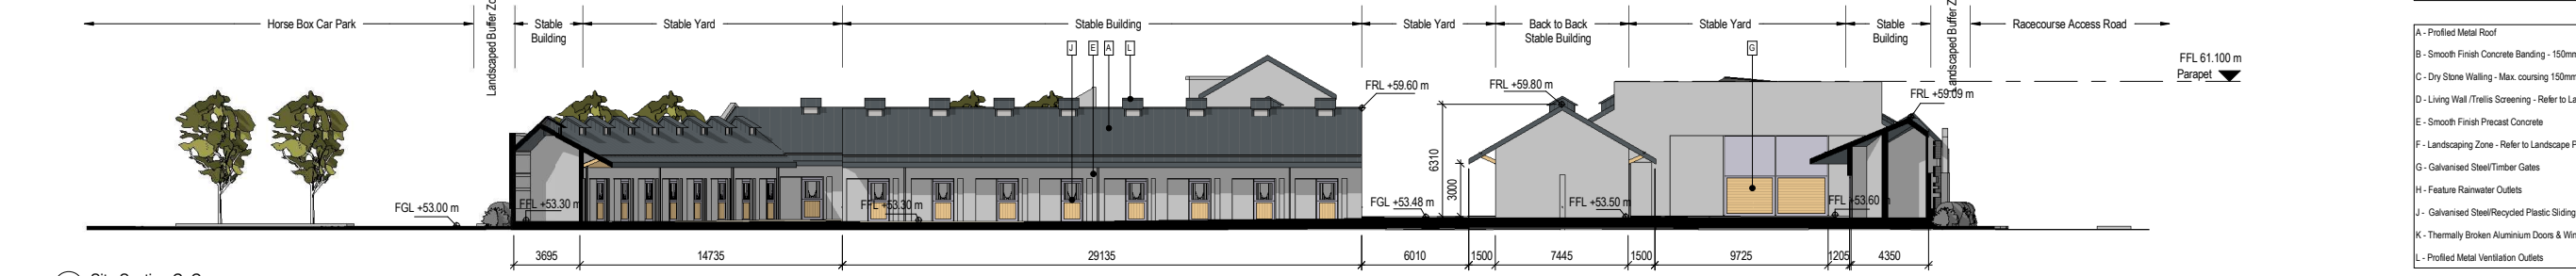 Horse Box Car Park
Landscaped Buffer Zo
Stable
Building
Stable Yard
Stable Building
Stable Yard
Back to Back
Stable Building
Stable Yard
Stable
Building
Landscaped Buffer Z
Racecourse Access Road
J
E
A
L
G
FFL 61.100 m
Parapet
FRL +59.60 m
FRL +59.80 m
FRL +59.09 m
6310
3000
FGL +53.00 m
FFL +53.30 m
FFL +53.30 m
FGL +53.48 m
FFL +53.50 m
FFL +53.60
3695
14735
29135
6010
1500
7445
1500
9725
1205
4350
A - Profiled Metal Roof
B - Smooth Finish Concrete Banding - 150mm
C - Dry Stone Walling - Max. coursing 150mm
D - Living Wall /Trellis Screening - Refer to La
E - Smooth Finish Precast Concrete
F - Landscaping Zone - Refer to Landscape P
G - Galvanised Steel/Timber Gates
H - Feature Rainwater Outlets
J - Galvanised Steel/Recycled Plastic Sliding
K - Thermally Broken Aluminium Doors & Win
L - Profiled Metal Ventilation Outlets